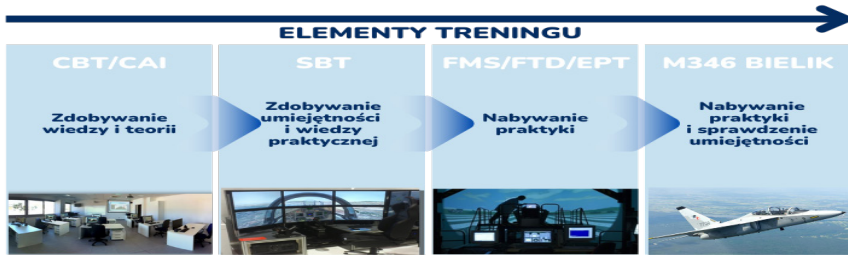 ELEMENTY TRENINGU
CBT/CAI
Zdobywanie
wiedzy i teorii
SBT
Zdobywanie
umiejętności
i wiedzy
praktycznej
FMS/FTD/EPT
Nabywanie
praktyki
M346 BIELIK
Nabywanie
praktyki
i sprawdzenie
umiejętności